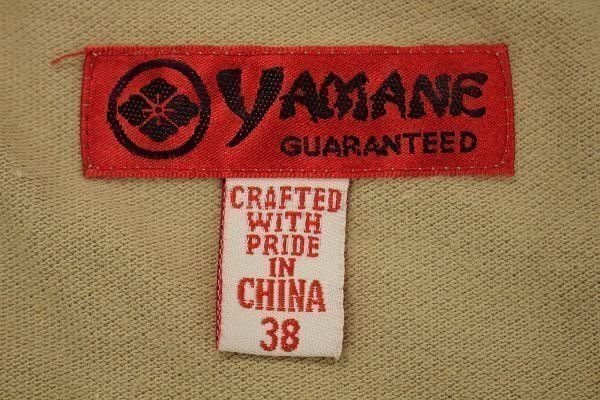 YAMANE
GUARANTEED
CRAFTED
WITH
PRIDE
IN
CHINA
38